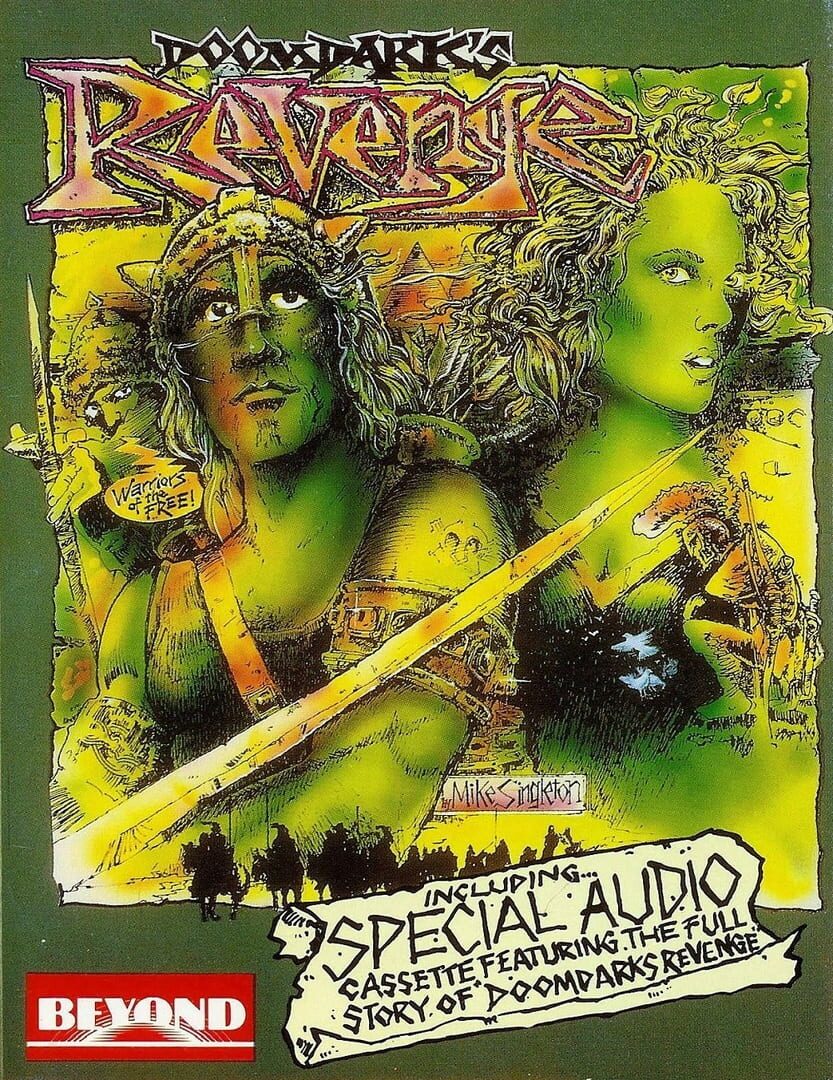 DOOMDARK'S
Revenge
Warriors
of the
FREE!
by Mike Singleton
INCLUDING...
SPECIAL AUDIO
CASSETTE FEATURING THE FULL
STORY OF "DOOMDARKS REVENGE"
BEYOND